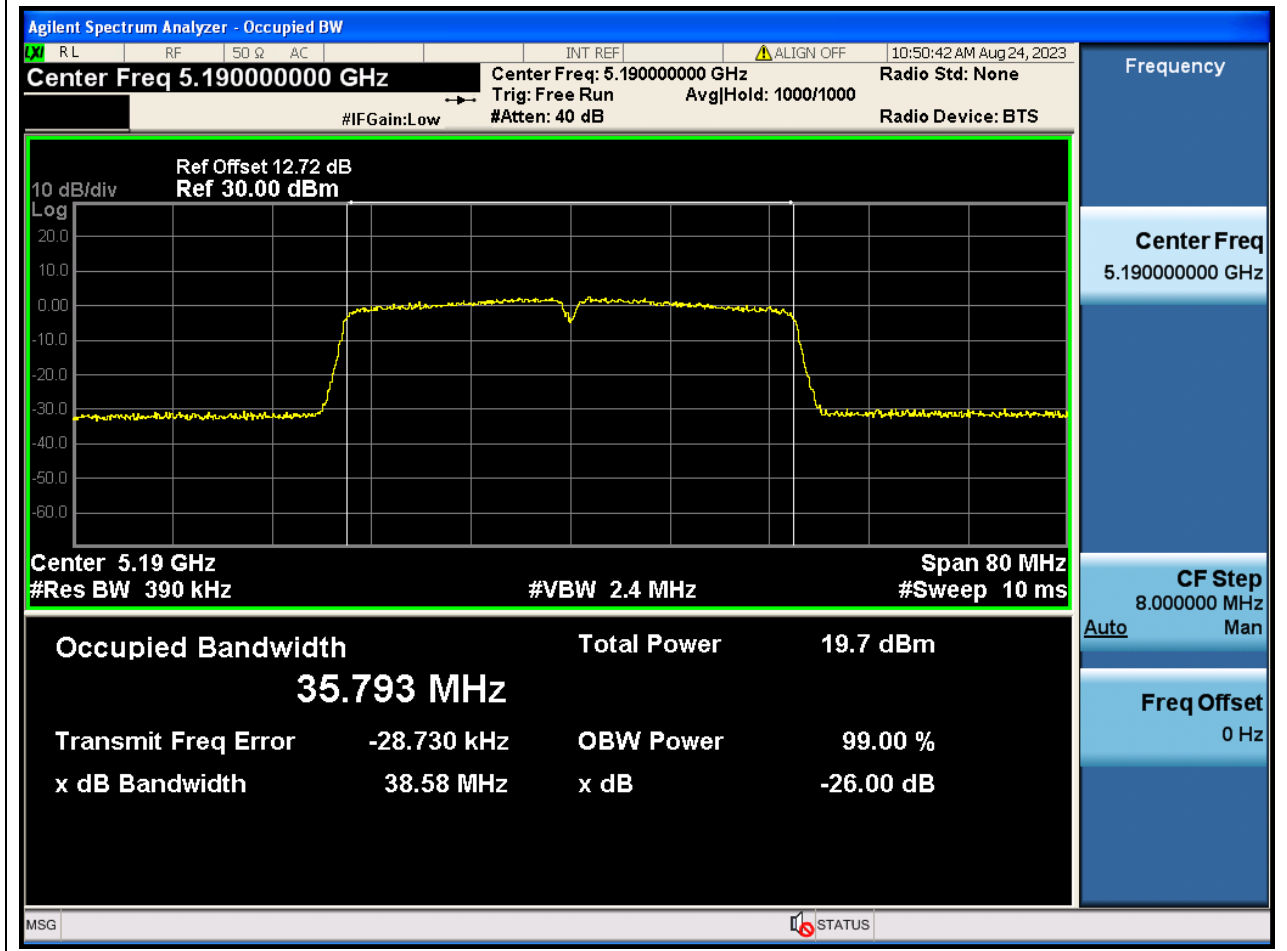 Agilent Spectrum Analyzer - Occupied BW
LXI RL RF 50 Ω AC INT REF ALIGN OFF 10:50:42 AM Aug 24, 2023
Center Freq 5.190000000 GHz
#IFGain:Low
Center Freq: 5.190000000 GHz
Trig: Free Run Avg|Hold: 1000/1000
#Atten: 40 dB
Radio Std: None
Radio Device: BTS
Ref Offset 12.72 dB
10 dB/div Ref 30.00 dBm
Log
20.0
10.0
0.00
-10.0
-20.0
-30.0
-40.0
-50.0
-60.0
Center 5.19 GHz Span 80 MHz
#Res BW 390 kHz #VBW 2.4 MHz #Sweep 10 ms
Occupied Bandwidth Total Power 19.7 dBm
35.793 MHz
Transmit Freq Error -28.730 kHz OBW Power 99.00 %
x dB Bandwidth 38.58 MHz x dB -26.00 dB
Frequency
Center Freq
5.190000000 GHz
CF Step
8.000000 MHz
Auto Man
Freq Offset
0 Hz
MSG STATUS